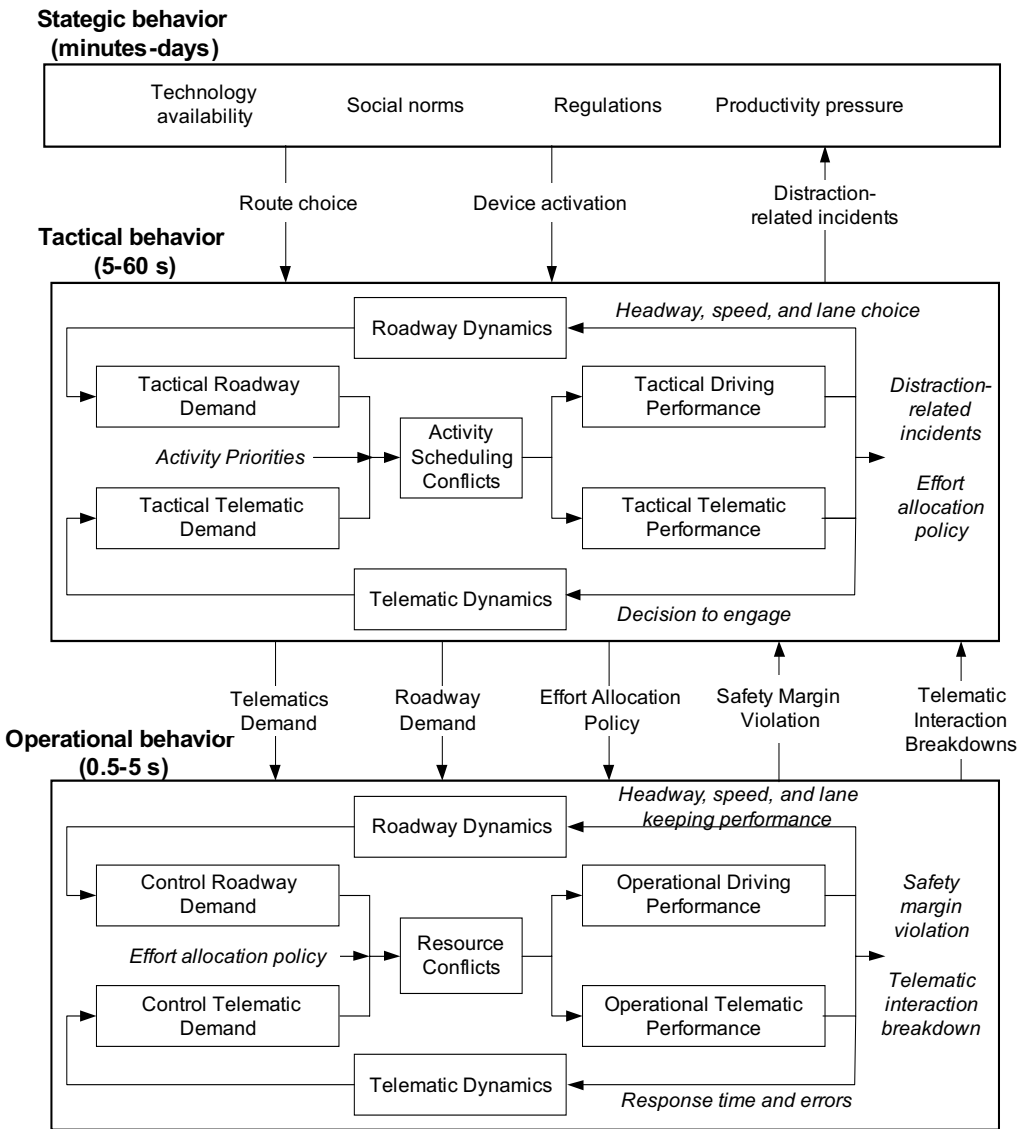 Stategic behavior
(minutes-days)
Technology
availability
Social norms
Regulations
Productivity pressure
Route choice
Device activation
Distraction-
related incidents
Tactical behavior
(5-60 s)
Roadway Dynamics
Headway, speed, and lane choice
Tactical Roadway
Demand
Tactical Driving
Performance
Distraction-
related
incidents
Activity Priorities
Activity
Scheduling
Conflicts
Tactical Telematic
Demand
Tactical Telematic
Performance
Effort
allocation
policy
Telematic Dynamics
Decision to engage
Telematics
Demand
Roadway
Demand
Effort Allocation
Policy
Safety Margin
Violation
Telematic
Interaction
Breakdowns
Operational behavior
(0.5-5 s)
Roadway Dynamics
Headway, speed, and lane
keeping performance
Control Roadway
Demand
Operational Driving
Performance
Safety
margin
violation
Effort allocation policy
Resource
Conflicts
Control Telematic
Demand
Operational Telematic
Performance
Telematic
interaction
breakdown
Telematic Dynamics
Response time and errors